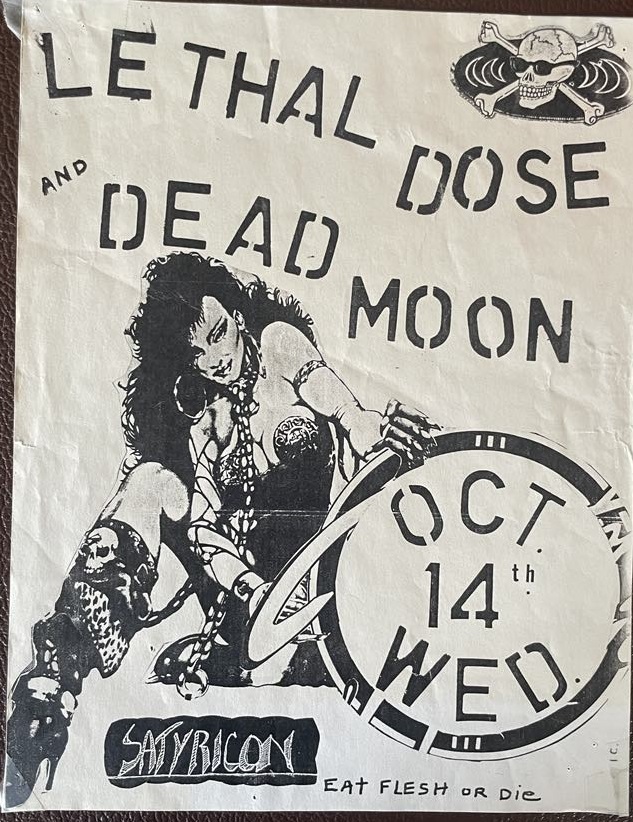 LETHAL
DOSE
AND
DEAD
MOON
OCT.
14th
WED.
SATYRICON
EAT FLESH OR DIE